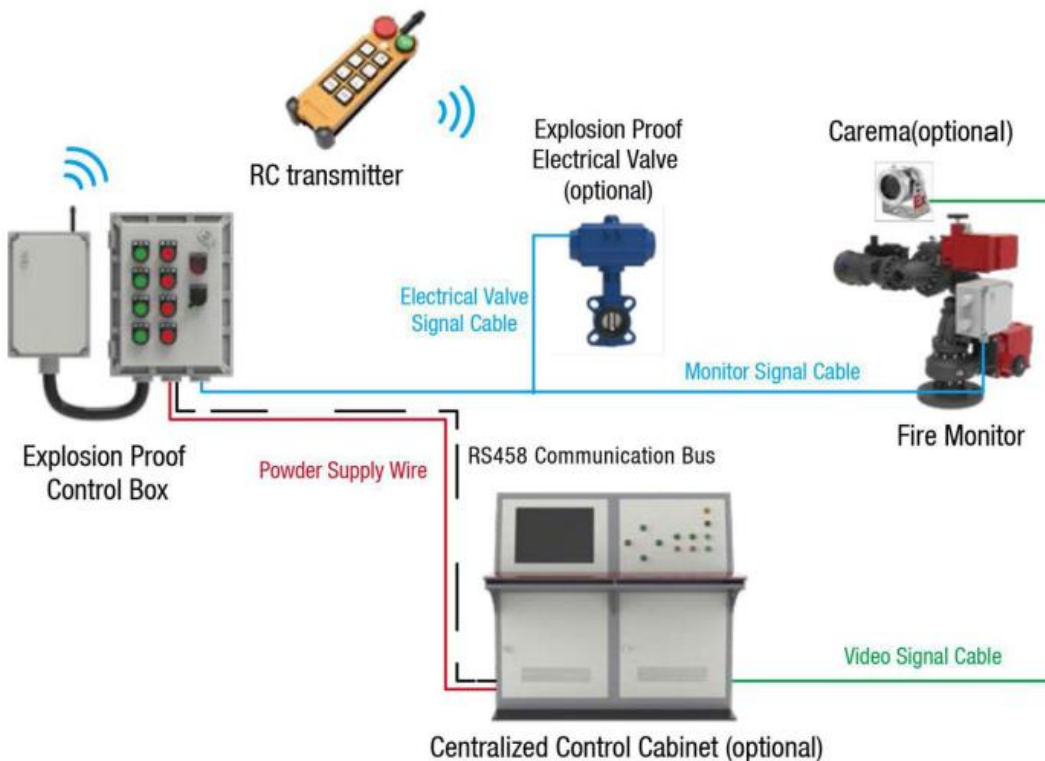 RC transmitter
Explosion Proof
Electrical Valve
(optional)
Carema(optional)
Ex
Electrical Valve
Signal Cable
Monitor Signal Cable
Fire Monitor
Explosion Proof
Control Box
Powder Supply Wire
RS458 Communication Bus
Video Signal Cable
Centralized Control Cabinet (optional)